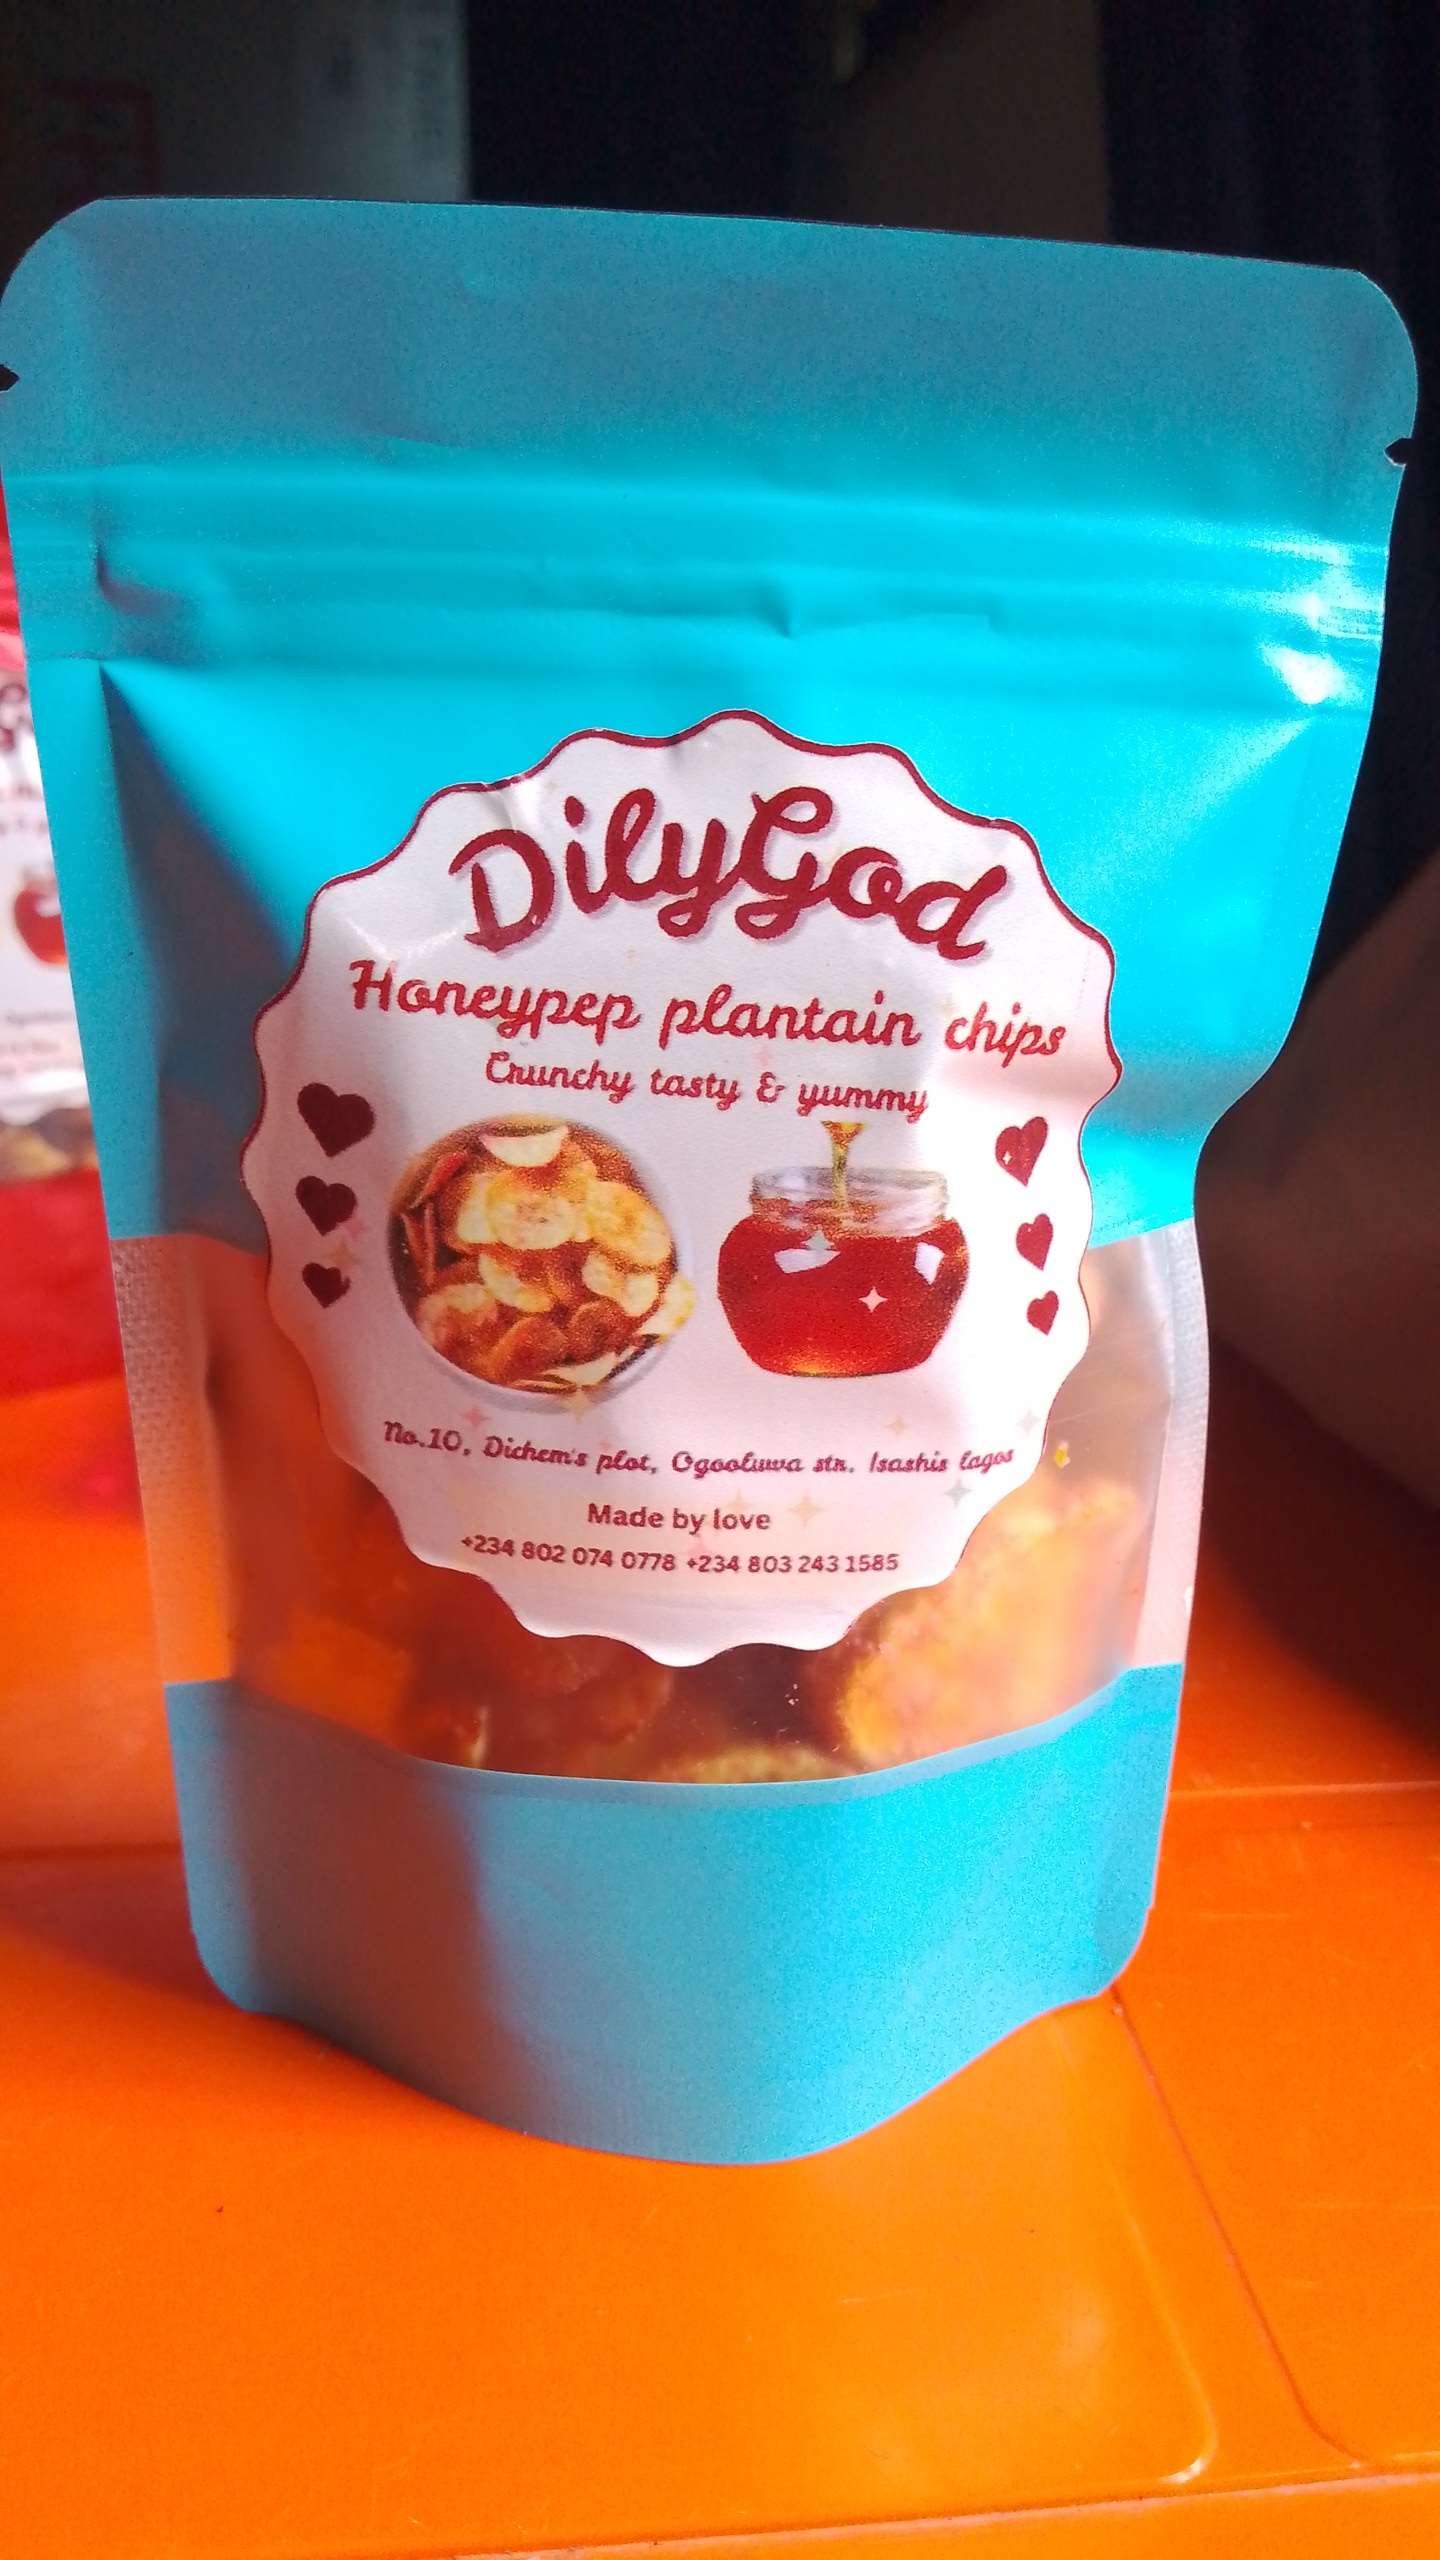 DilyGod
Honeypep plantain chips
Crunchy tasty & yummy
No.10, Dichem's plot, Ogooluwa str. Isashis lagos
Made by love
+234 802 074 0778 +234 803 243 1585